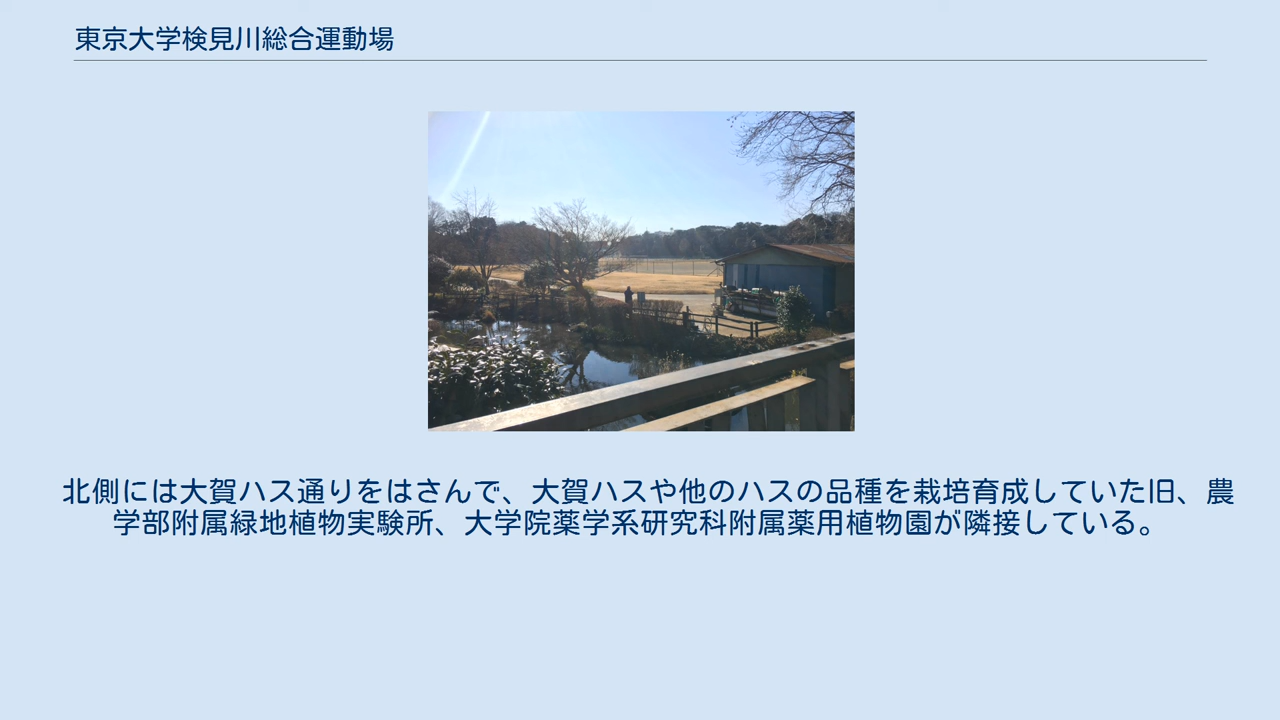 東京大学検見川総合運動場
北側には大賀ハス通りをはさんで、大賀ハスや他のハスの品種を栽培育成していた旧、農
学部附属緑地植物実験所、大学院薬学系研究科附属薬用植物園が隣接している。